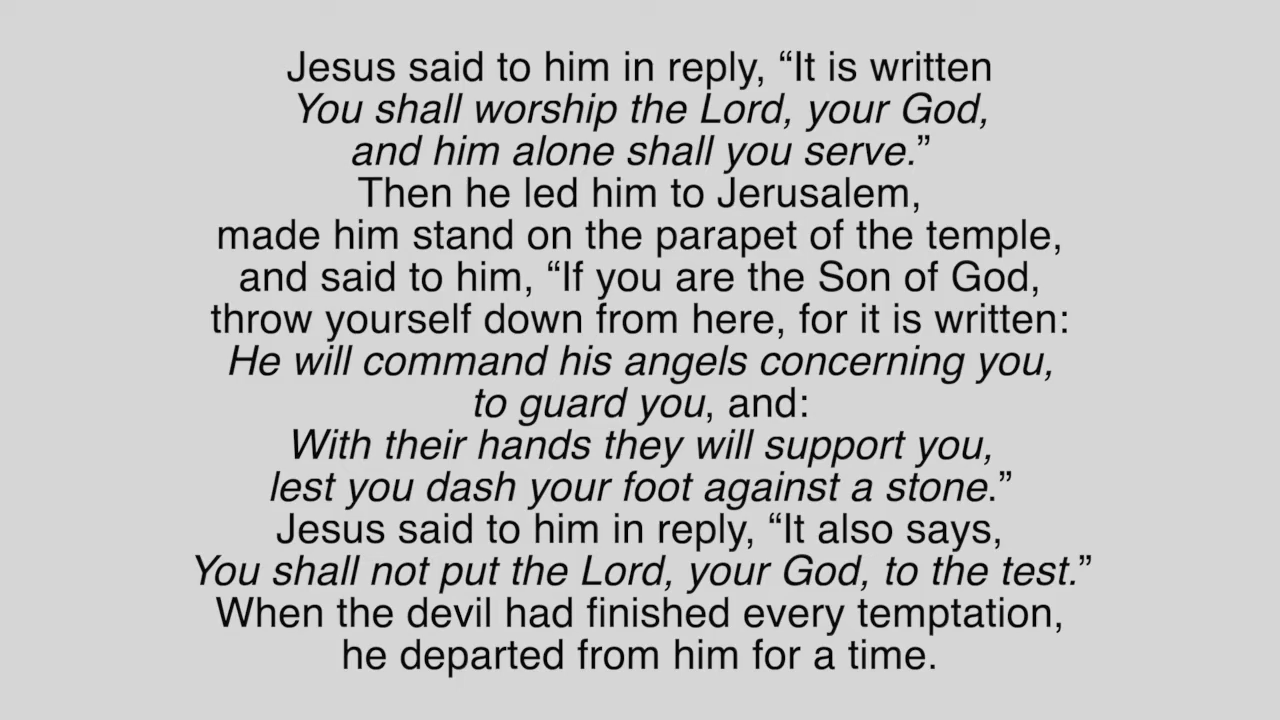 Jesus said to him in reply, “It is written
You shall worship the Lord, your God,
and him alone shall you serve.”
Then he led him to Jerusalem,
made him stand on the parapet of the temple,
and said to him, “If you are the Son of God,
throw yourself down from here, for it is written:
He will command his angels concerning you,
to guard you, and:
With their hands they will support you,
lest you dash your foot against a stone.”
Jesus said to him in reply, “It also says,
You shall not put the Lord, your God, to the test.”
When the devil had finished every temptation,
he departed from him for a time.